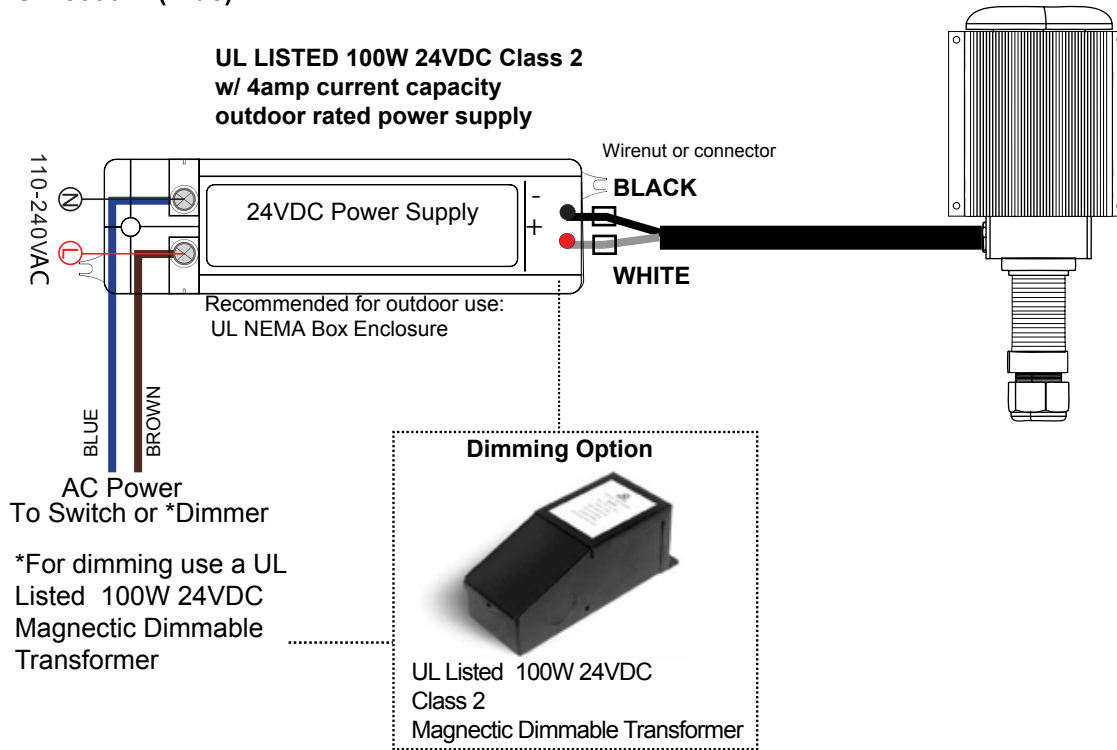 UL LISTED 100W 24VDC Class 2
w/ 4amp current capacity
outdoor rated power supply
110-240VAC
N
L
24VDC Power Supply
-
+
Wirenut or connector
BLACK
WHITE
Recommended for outdoor use:
UL NEMA Box Enclosure
BLUE
BROWN
AC Power
To Switch or *Dimmer
*For dimming use a UL
Listed 100W 24VDC
Magnectic Dimmable
Transformer
Dimming Option
UL Listed 100W 24VDC
Class 2
Magnectic Dimmable Transformer